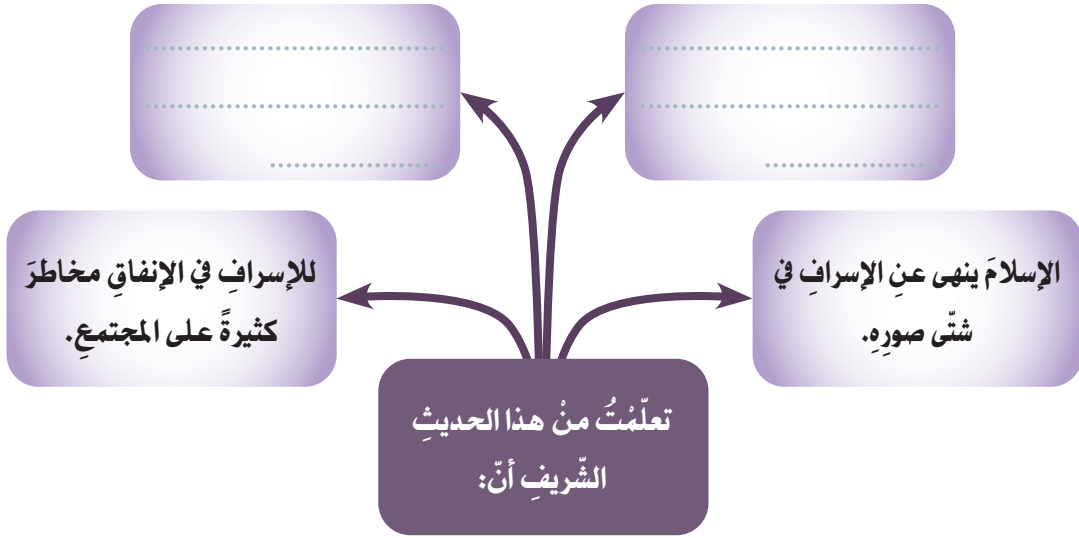 الإسلامَ ينهى عنِ الإسرافِ في
شتّى صورِهِ.
للإسرافِ في الإنفاقِ مخاطرَ
كثيرةً على المجتمعِ.
تعلّمْتُ منْ هذا الحديثِ
الشّريفِ أنّ: